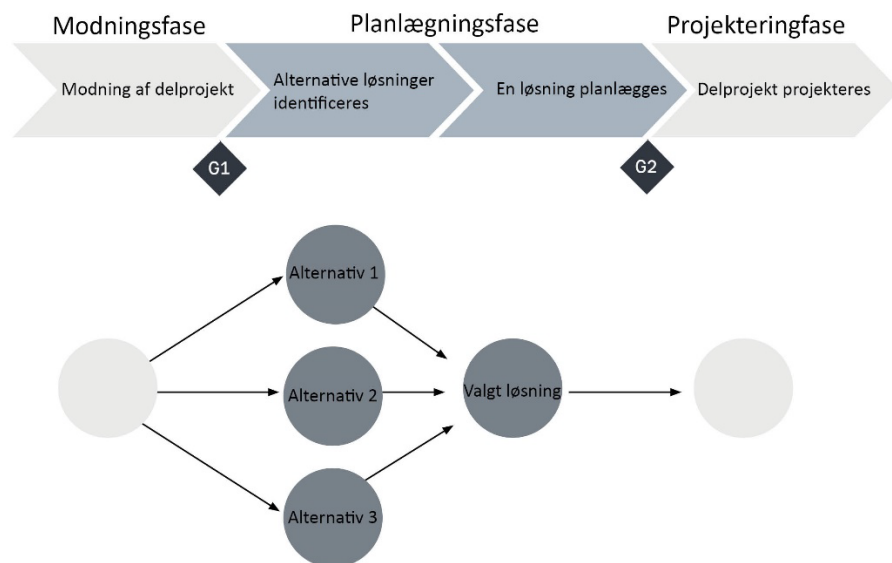 Modningsfase
Planlægningsfase
Projekteringfase
Modning af delprojekt
Alternative løsninger
identificeres
En løsning planlægges
Delprojekt projekteres
G1
G2
Alternativ 1
Alternativ 2
Valgt løsning
Alternativ 3